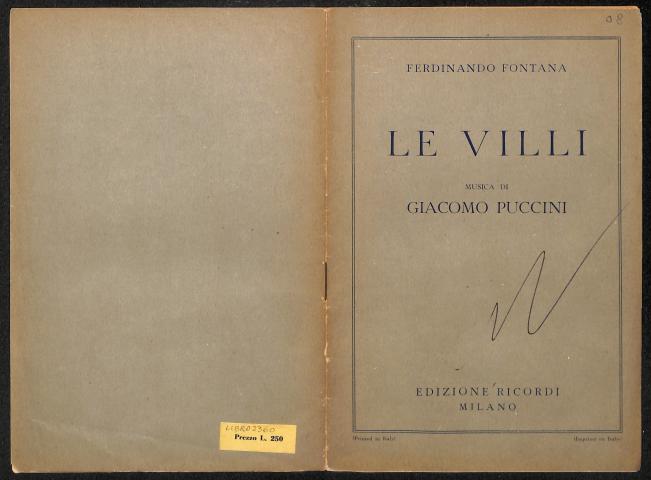 LIBRO2360
Prezzo L. 250
08
FERDINANDO FONTANA
LE VILLI
MUSICA DI
GIACOMO PUCCINI
EDIZIONE RICORDI
MILANO
(Printed in Italy) (Imprimé en Italie)